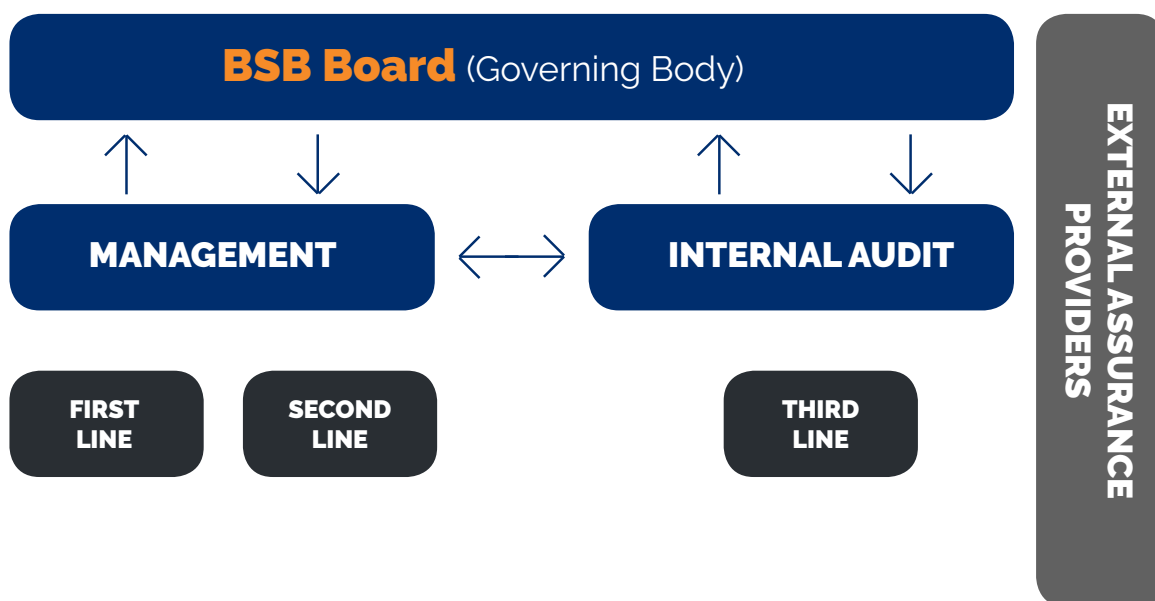 BSB Board (Governing Body)
MANAGEMENT
INTERNAL AUDIT
FIRST
LINE
SECOND
LINE
THIRD
LINE
EXTERNAL ASSURANCE
PROVIDERS